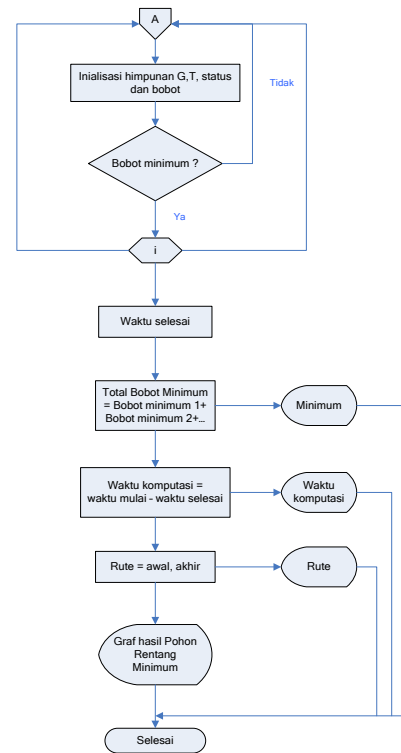 A
Inialisasi himpunan G,T, status
dan bobot
Tidak
Bobot minimum ?
Ya
i
Waktu selesai
Total Bobot Minimum
= Bobot minimum 1+
Bobot minimum 2+...
Minimum
Waktu komputasi =
waktu mulai - waktu selesai
Waktu
komputasi
Rute = awal, akhir
Rute
Graf hasil Pohon
Rentang
Minimum
Selesai